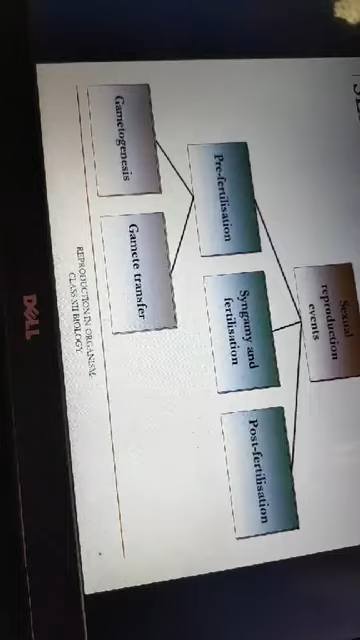 Sexual
reproduction
events
Pre-fertilisation
Syngamy and
fertilisation
Post-fertilisation
Gametogenesis
Gamete transfer
REPRODUCTION IN ORGANISM-
CLASS XII BIOLOGY
DELL